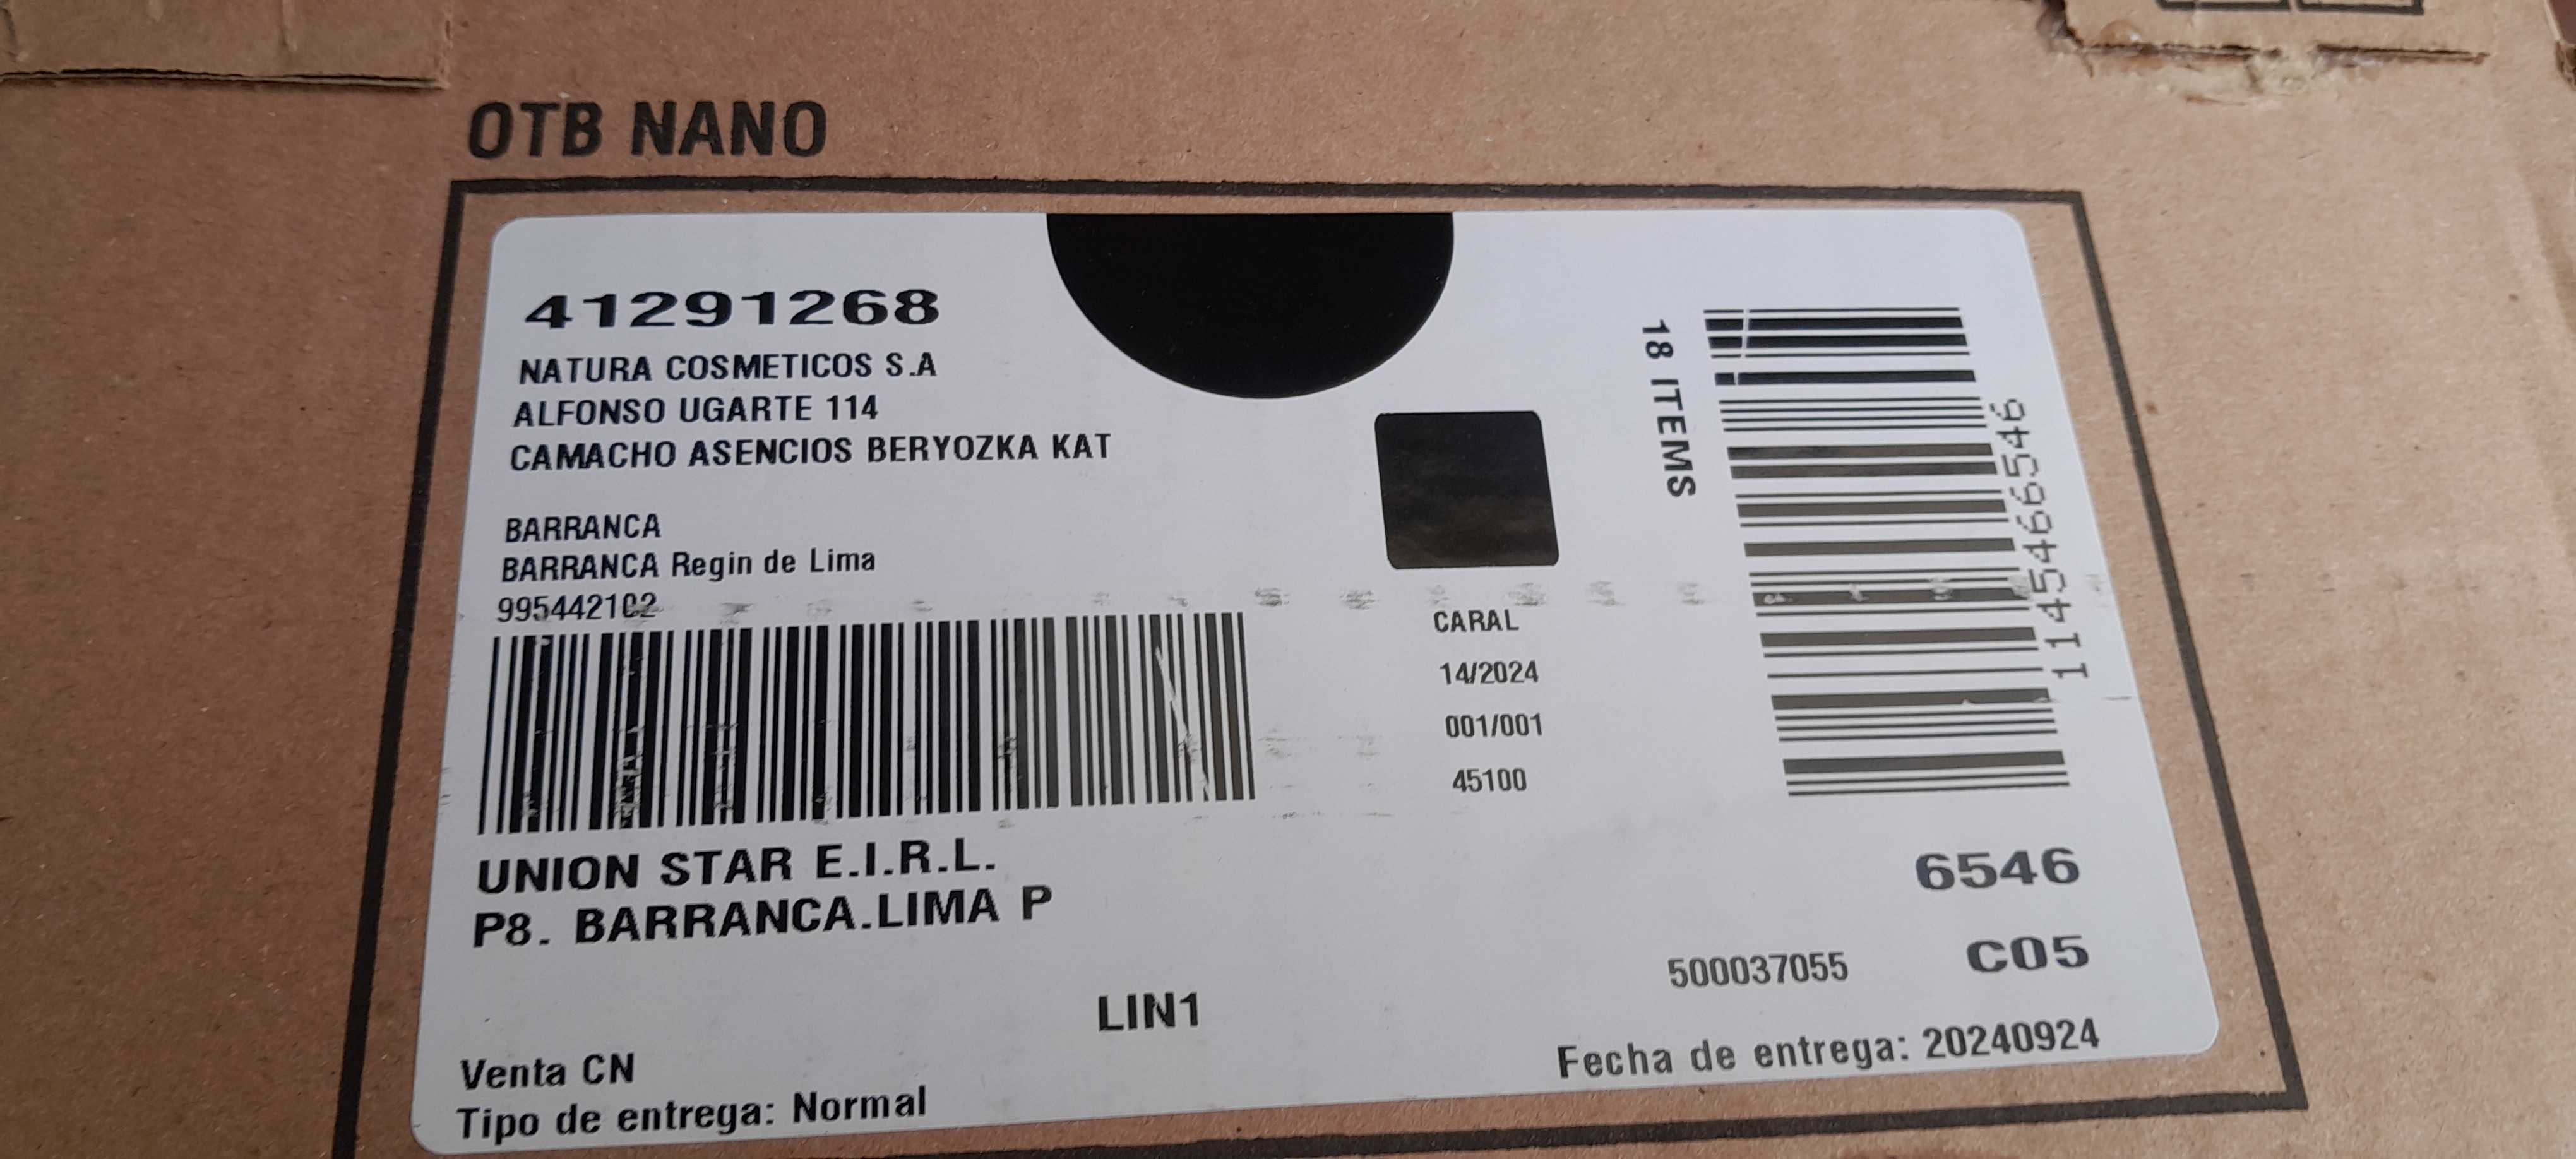 OTB NANO
41291268
NATURA COSMETICOS S.A
ALFONSO UGARTE 114
CAMACHO ASENCIOS BERYOZKA KAT
BARRANCA
BARRANCA Regin de Lima
995442102
18 ITEMS
1145466546
CARAL
14/2024
001/001
45100
UNION STAR E.I.R.L.
P8. BARRANCA.LIMA P
6546
500037055
C05
LIN1
Venta CN
Tipo de entrega: Normal
Fecha de entrega: 20240924